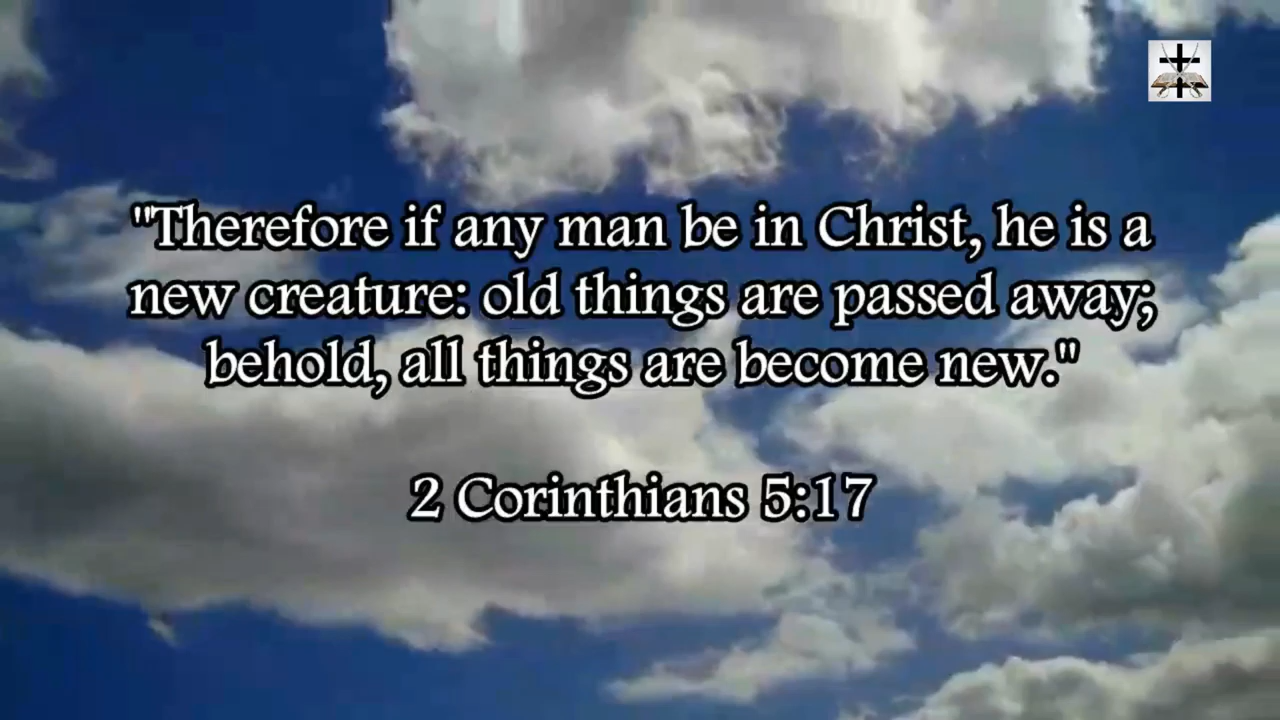 "Therefore if any man be in Christ, he is a
new creature: old things are passed away;
behold, all things are become new."
2 Corinthians 5:17